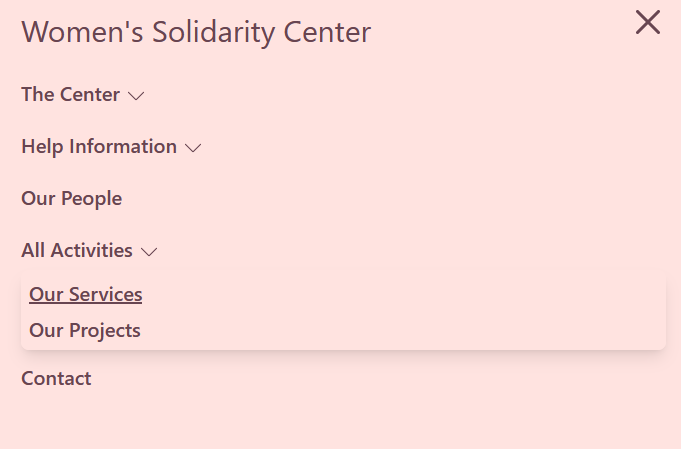 Women's Solidarity Center
The Center
Help Information
Our People
All Activities
Our Services
Our Projects
Contact